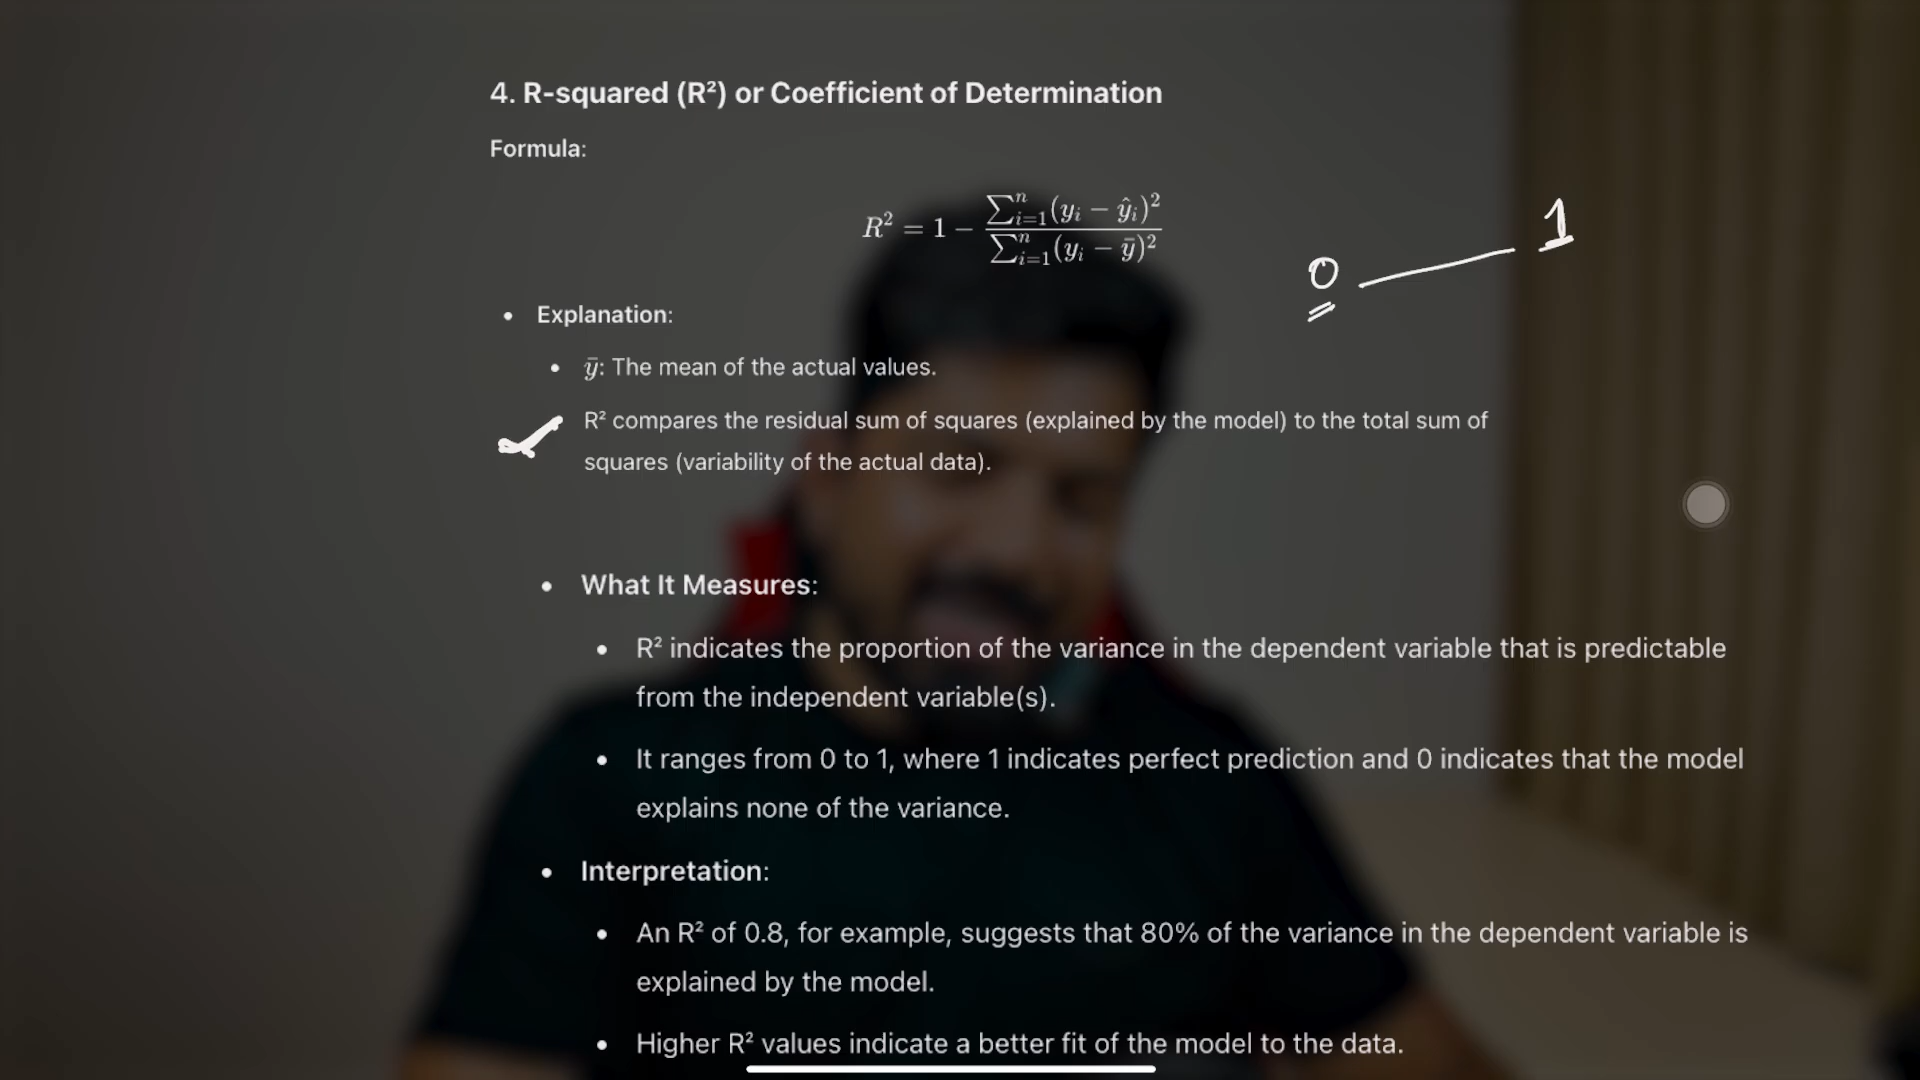 4. R-squared (R²) or Coefficient of Determination
Formula:
R² = 1 − \frac{\sum_{i=1}^{n}(y_i − ŷ_i)²}{\sum_{i=1}^{n}(y_i − ȳ)²}
0 — 1
• Explanation:
• ȳ: The mean of the actual values.
R² compares the residual sum of squares (explained by the model) to the total sum of
squares (variability of the actual data).
• What It Measures:
• R² indicates the proportion of the variance in the dependent variable that is predictable
from the independent variable(s).
• It ranges from 0 to 1, where 1 indicates perfect prediction and 0 indicates that the model
explains none of the variance.
• Interpretation:
• An R² of 0.8, for example, suggests that 80% of the variance in the dependent variable is
explained by the model.
• Higher R² values indicate a better fit of the model to the data.